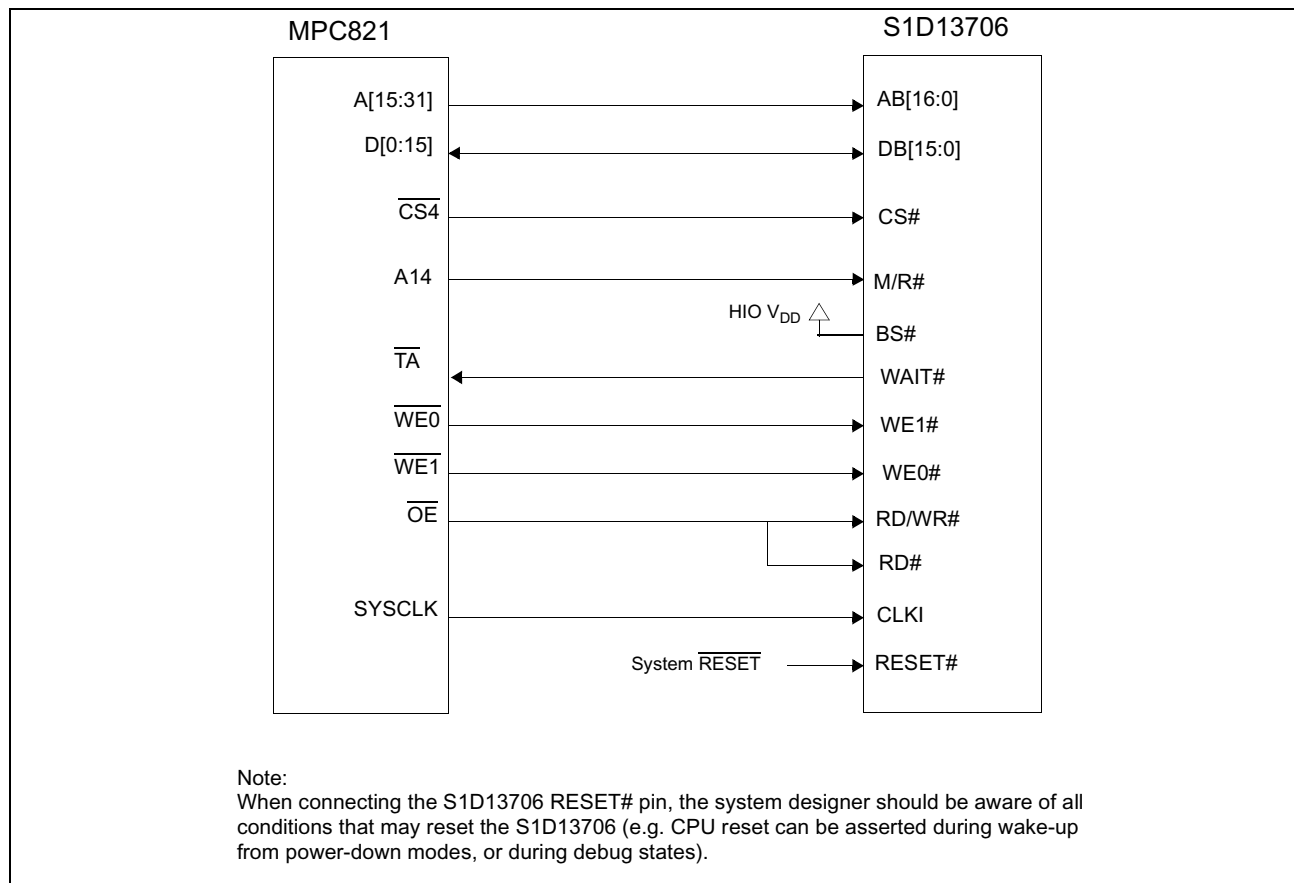 MPC821
S1D13706
A[15:31]
AB[16:0]
D[0:15]
DB[15:0]
CS4
CS#
A14
M/R#
HIO VDD
BS#
TA
WAIT#
WE0
WE1#
WE1
WE0#
OE
RD/WR#
RD#
SYSCLK
CLKI
System RESET
RESET#
Note:
When connecting the S1D13706 RESET# pin, the system designer should be aware of all
conditions that may reset the S1D13706 (e.g. CPU reset can be asserted during wake-up
from power-down modes, or during debug states).